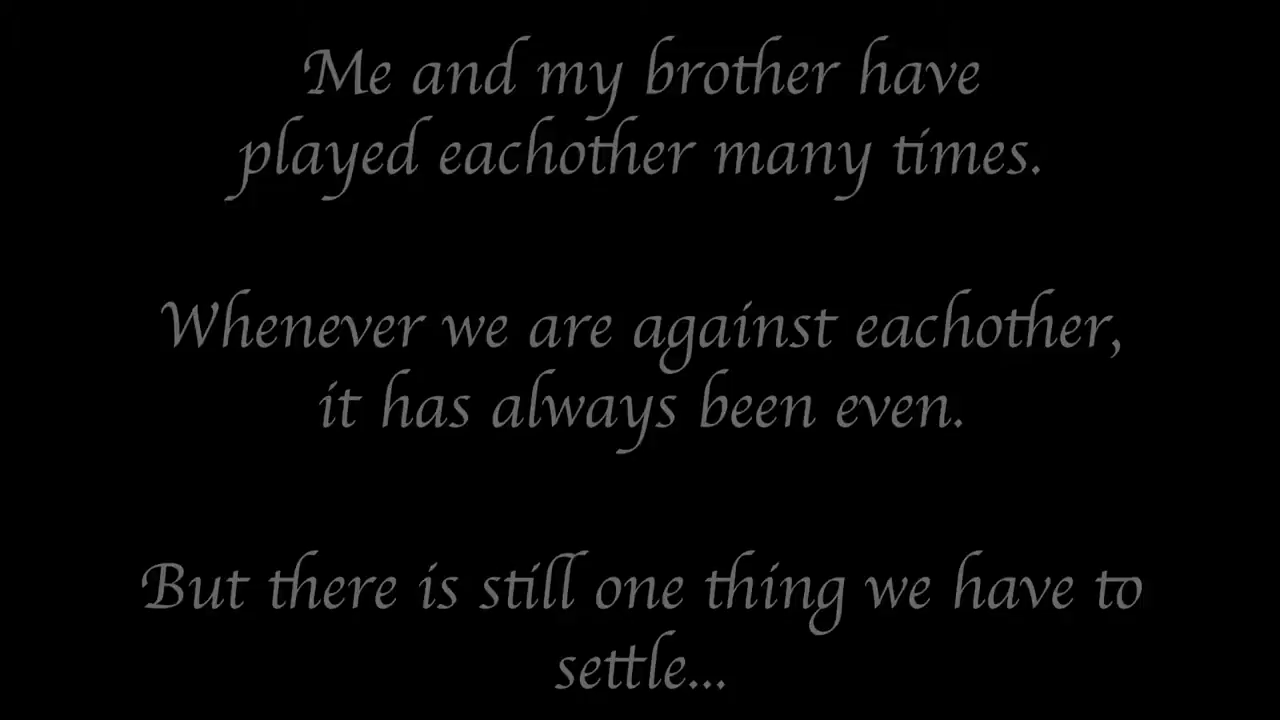 Me and my brother have
played eachother many times.
Whenever we are against eachother,
it has always been even.
But there is still one thing we have to
settle...